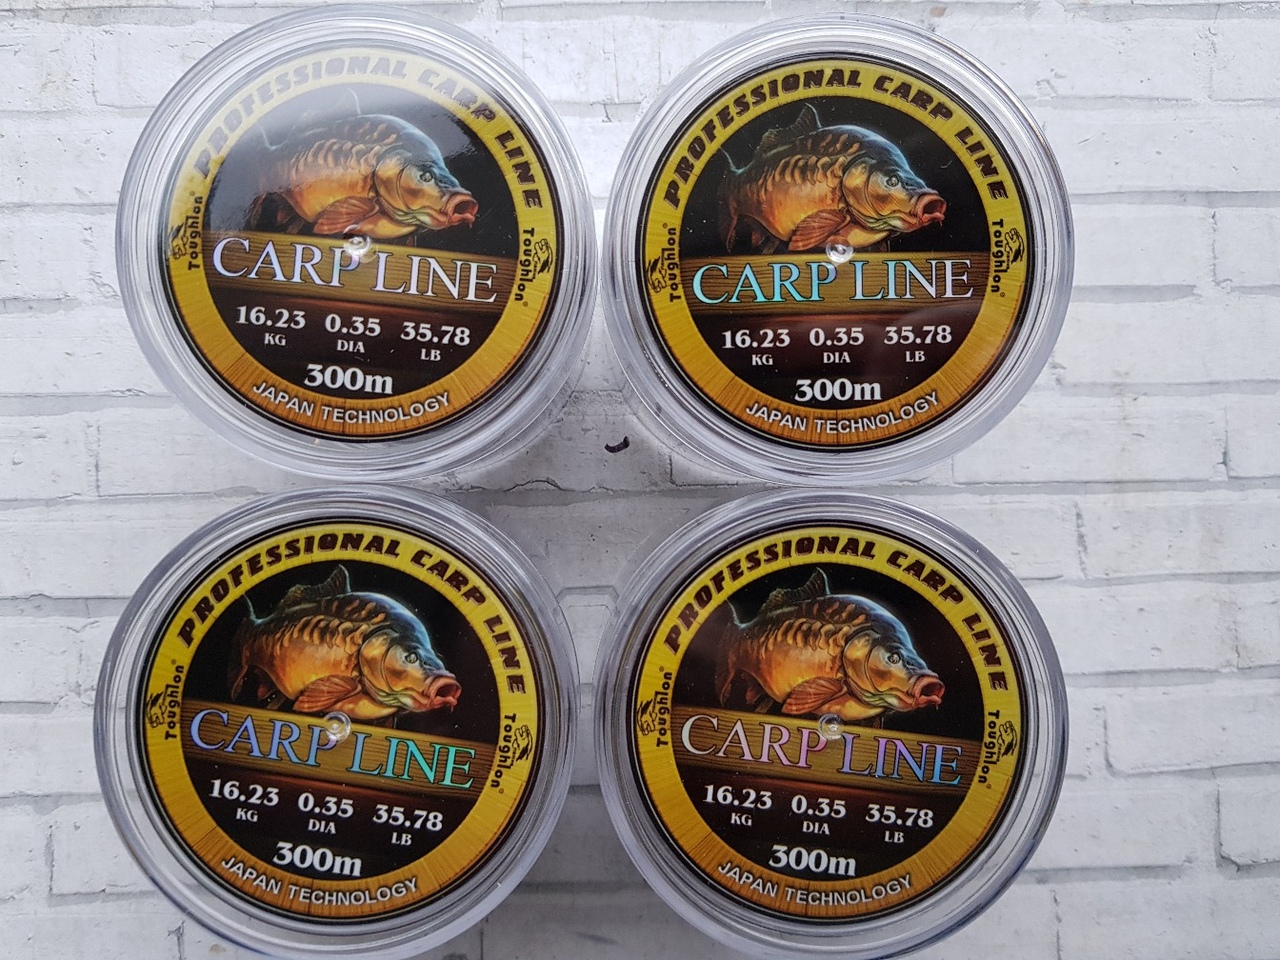 PROFESSIONAL CARP LINE
Toughlon®
Toughlon®
CARP LINE
16.23 0.35 35.78
KG DIA LB
300m
JAPAN TECHNOLOGY
PROFESSIONAL CARP LINE
Toughlon®
Toughlon®
CARP LINE
16.23 0.35 35.78
KG DIA LB
300m
JAPAN TECHNOLOGY
PROFESSIONAL CARP LINE
Toughlon®
Toughlon®
CARP LINE
16.23 0.35 35.78
KG DIA LB
300m
JAPAN TECHNOLOGY
PROFESSIONAL CARP LINE
Toughlon®
Toughlon®
CARP LINE
16.23 0.35 35.78
KG DIA LB
300m
JAPAN TECHNOLOGY